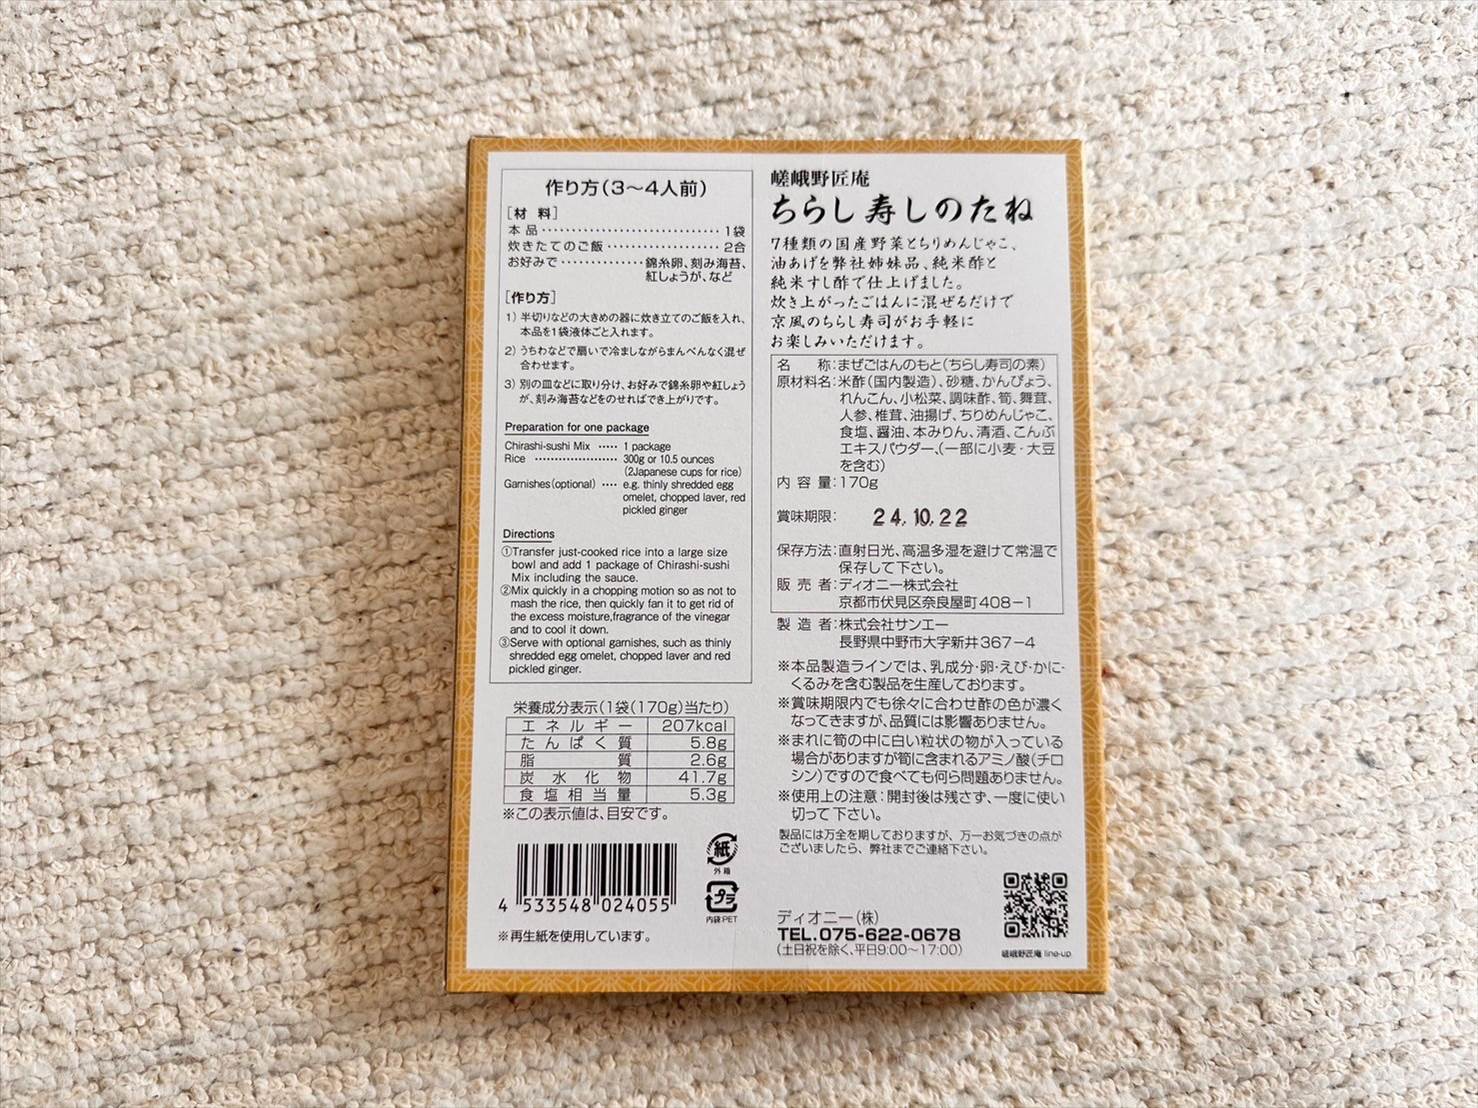 作り方(3～4人前)
[材 料]
本品‥‥‥‥‥‥‥‥‥‥‥1袋
炊きたてのご飯‥‥‥‥‥‥‥2合
お好みで‥‥‥‥‥錦糸卵、刻み海苔、
紅しょうが、など
[作り方]
1) 半切りなどの大きめの器に炊き立てのご飯を入れ、
本品を1袋液体ごと入れます。
2) うちわなどで扇いで冷ましながらまんべんなく混ぜ
合わせます。
3) 別の皿などに取り分け、お好みで錦糸卵や紅しょう
が、刻み海苔などをのせればでき上がりです。
Preparation for one package
Chirashi-sushi Mix ····· 1 package
Rice ···················· 300g or 10.5 ounces
(2Japanese cups for rice)
Garnishes(optional) ···· e.g. thinly shredded egg
omelet, chopped laver, red
pickled ginger
Directions
①Transfer just-cooked rice into a large size
bowl and add 1 package of Chirashi-sushi
Mix including the sauce.
②Mix quickly in a chopping motion so as not to
mash the rice, then quickly fan it to get rid of
the excess moisture,fragrance of the vinegar
and to cool it down.
③Serve with optional garnishes, such as thinly
shredded egg omelet, chopped laver and red
pickled ginger.
栄養成分表示(1袋(170g)当たり)
エネルギー 207kcal
たんぱく質 5.8g
脂質 2.6g
炭水化物 41.7g
食塩相当量 5.3g
※この表示値は、目安です。
4 533548 024055
紙
外箱
プラ
内袋:PET
※再生紙を使用しています。
嵯峨野匠庵
ちらし寿しのたね
7種類の国産野菜とちりめんじゃこ、
油あげを弊社姉妹品、純米酢と
純米すし酢で仕上げました。
炊き上がったごはんに混ぜるだけで
京風のちらし寿司がお手軽に
お楽しみいただけます。
名 称:まぜごはんのもと(ちらし寿司の素)
原材料名:米酢(国内製造)、砂糖、かんぴょう、
れんこん、小松菜、調味酢、筍、舞茸、
人参、椎茸、油揚げ、ちりめんじゃこ、
食塩、醤油、本みりん、清酒、こんぶ
エキスパウダー、(一部に小麦・大豆
を含む)
内容量:170g
賞味期限: 24.10.22
保存方法:直射日光、高温多湿を避けて常温で
保存して下さい。
販売者:ディオニー株式会社
京都市伏見区奈良屋町408－1
製造者:株式会社サンエー
長野県中野市大字新井367－4
※本品製造ラインでは、乳成分・卵・えび・かに・
くるみを含む製品を生産しております。
※賞味期限内でも徐々に合わせ酢の色が濃く
なってきますが、品質には影響ありません。
※まれに筍の中に白い粒状の物が入っている
場合がありますが筍に含まれるアミノ酸(チロ
シン)ですので食べても何ら問題ありません。
※使用上の注意:開封後は残さず、一度に使い
切って下さい。
製品には万全を期しておりますが、万一お気づきの点が
ございましたら、弊社までご連絡下さい。
ディオニー(株)
TEL.075-622-0678
(土日祝を除く、平日9:00～17:00)
嵯峨野匠庵 line-up